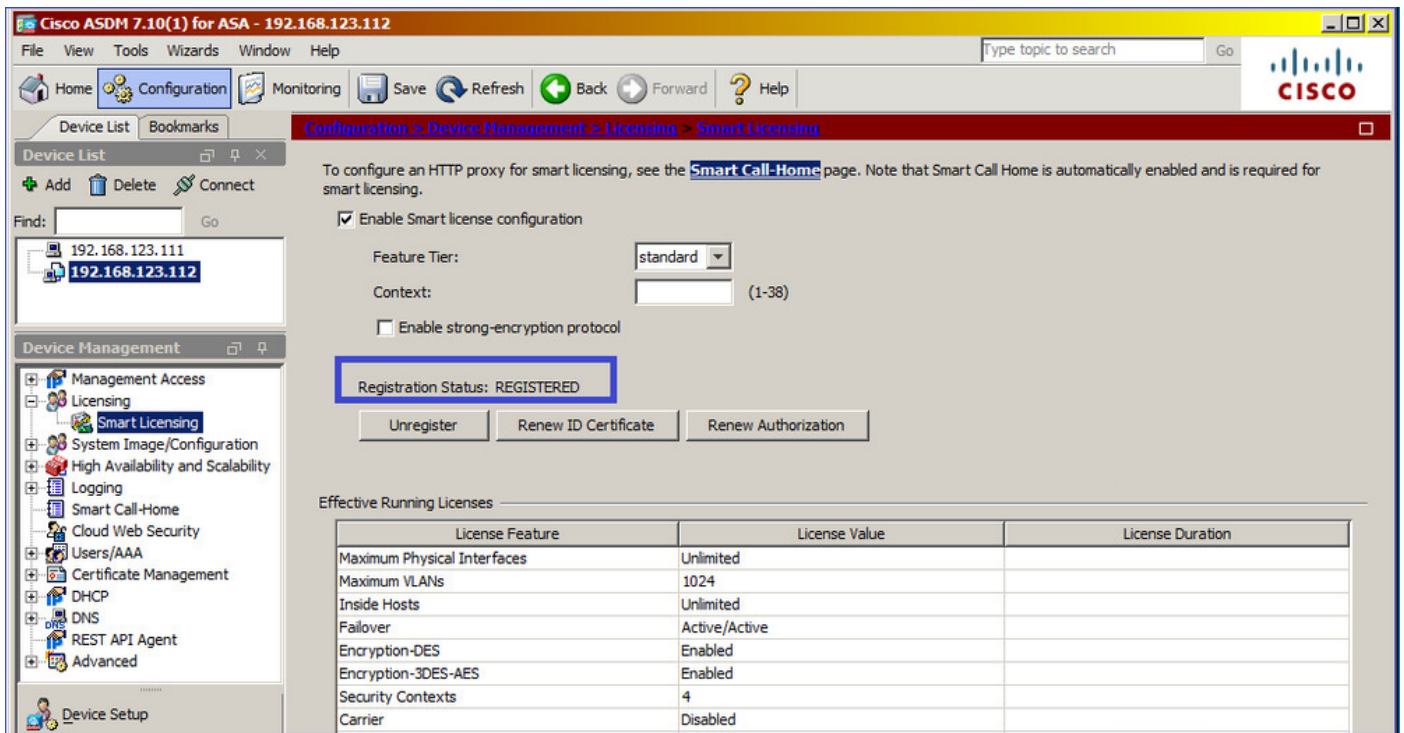 Cisco ASDM 7.10(1) for ASA - 192.168.123.112
File View Tools Wizards Window Help
Type topic to search Go
Home Configuration Monitoring Save Refresh Back Forward Help
CISCO
Device List Bookmarks
Configuration > Device Management > Licensing > Smart Licensing
Device List
Add Delete Connect
Find: Go
192.168.123.111
192.168.123.112
To configure an HTTP proxy for smart licensing, see the Smart Call-Home page. Note that Smart Call Home is automatically enabled and is required for
smart licensing.
Enable Smart license configuration
Feature Tier: standard
Context: (1-38)
Enable strong-encryption protocol
Device Management
Management Access
Licensing
Smart Licensing
System Image/Configuration
High Availability and Scalability
Logging
Smart Call-Home
Cloud Web Security
Users/AAA
Certificate Management
DHCP
DNS
DNS
REST API Agent
Advanced
Device Setup
Registration Status: REGISTERED
Unregister Renew ID Certificate Renew Authorization
Effective Running Licenses
License Feature License Value License Duration
Maximum Physical Interfaces Unlimited
Maximum VLANs 1024
Inside Hosts Unlimited
Failover Active/Active
Encryption-DES Enabled
Encryption-3DES-AES Enabled
Security Contexts 4
Carrier Disabled